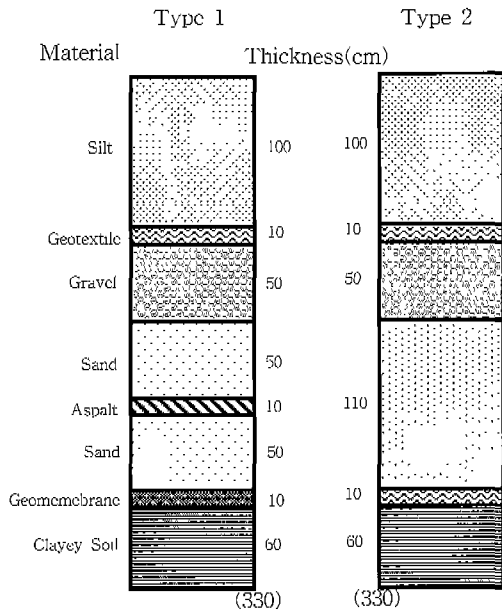 Type 1 Type 2
Material Thickness(cm)
Silt 100 100
Geotextile 10 10
Gravel 50 50
Sand 50
Aspalt 10 110
Sand 50
Geomemebrane 10 10
Clayey Soil 60 60
(330) (330)